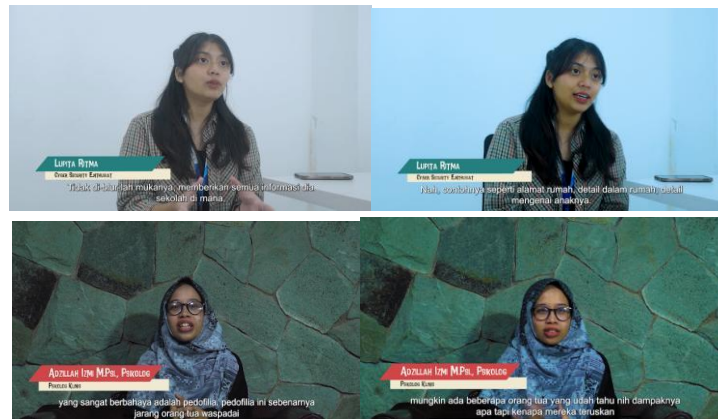 LUPITA RITMA
CYBER SECURITY ENTHUSIAT
Tidak di-blur-lah mukanya, memberikan semua informasi dia
sekolah di mana.
LUPITA RITMA
CYBER SECURITY ENTHUSIAT
Nah, contohnya seperti alamat rumah, detail dalam rumah, detail
mengenai anaknya.
ADZILLAH IZMI M.PSI., PSIKOLOG
PSIKOLOG KLINIS
yang sangat berbahaya adalah pedofilia, pedofilia ini sebenarnya
jarang orang tua waspadai
ADZILLAH IZMI M.PSI., PSIKOLOG
PSIKOLOG KLINIS
mungkin ada beberapa orang tua yang udah tahu nih dampaknya
apa tapi kenapa mereka teruskan